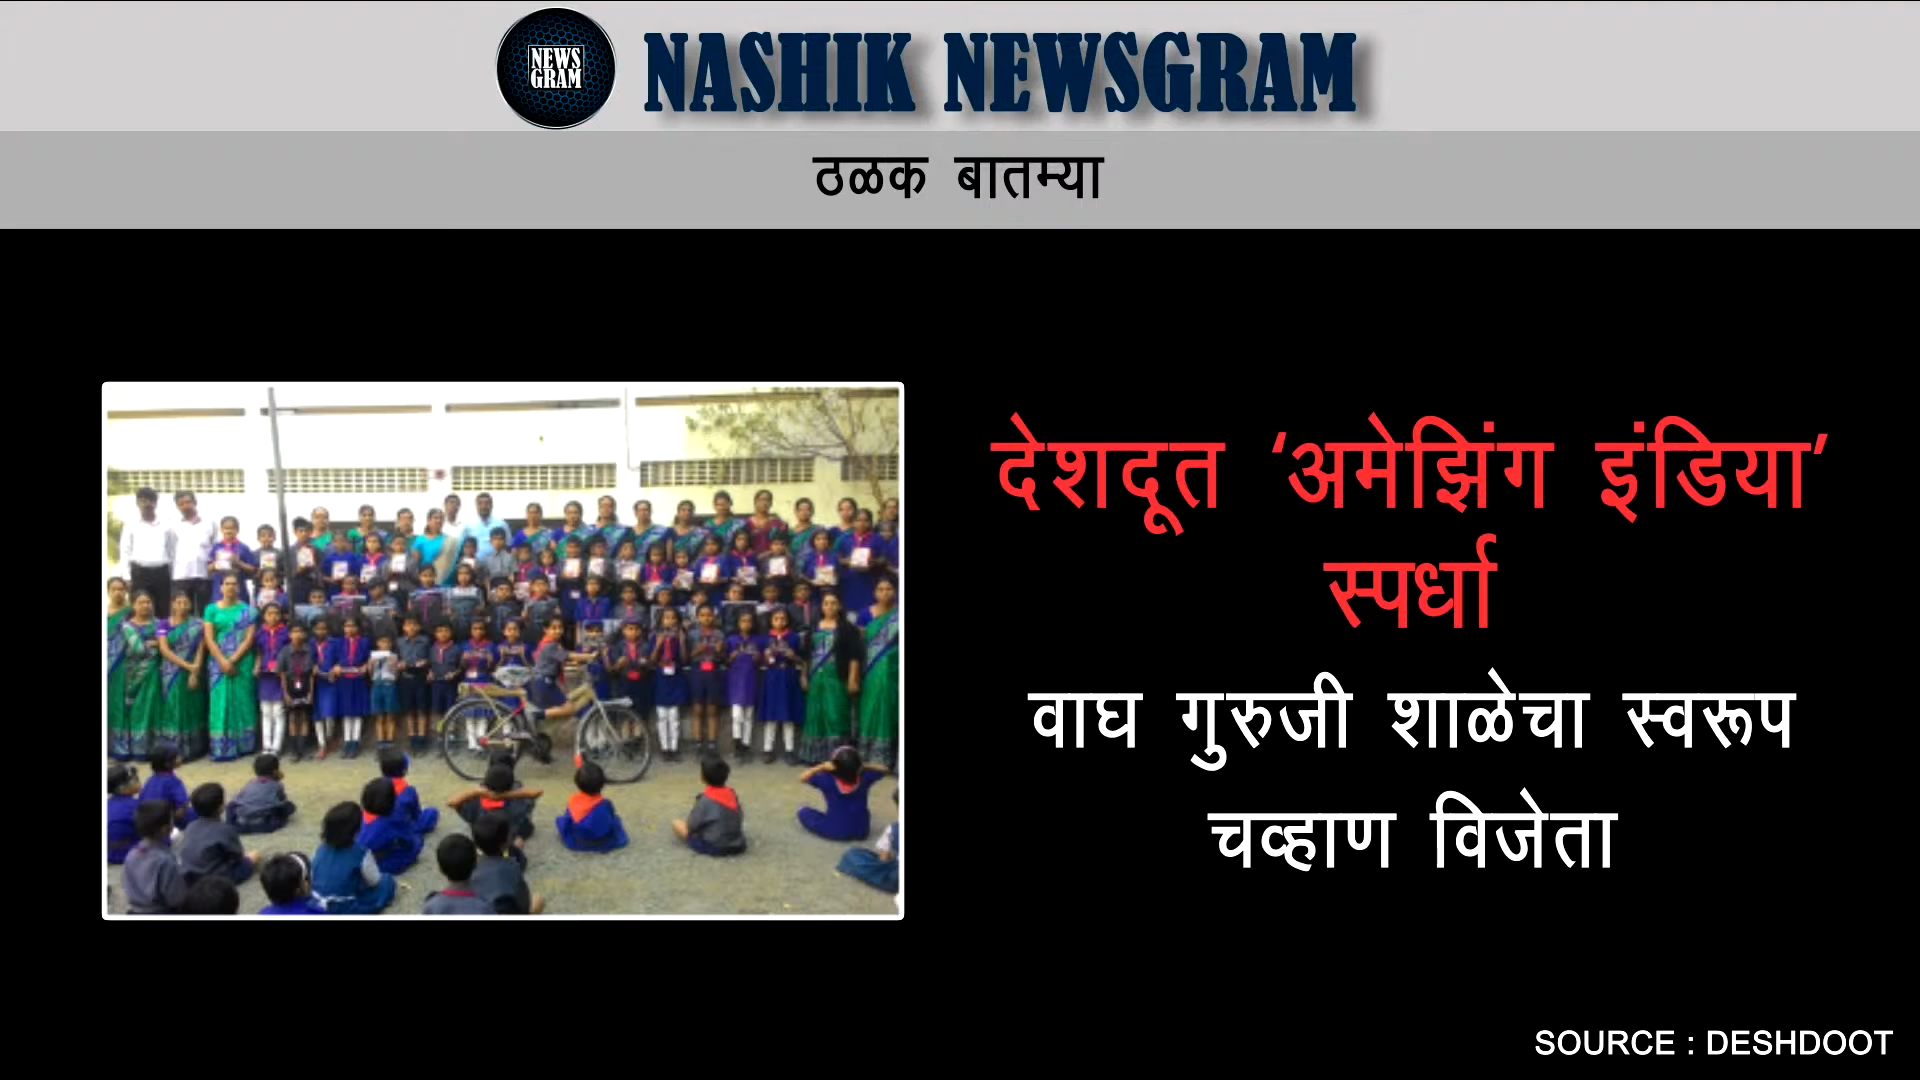 NEWS
GRAM
NASHIK NEWSGRAM
ठळक बातम्या
देशदूत ‘अमेझिंग इंडिया’
स्पर्धा
वाघ गुरुजी शाळेचा स्वरूप
चव्हाण विजेता
SOURCE : DESHDOOT